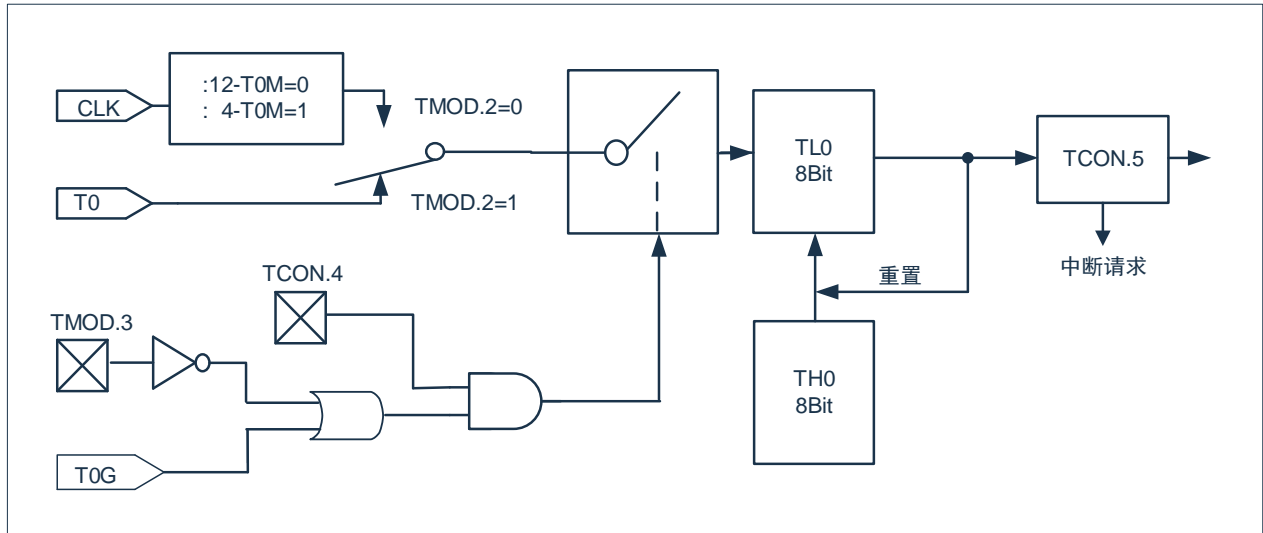 CLK
:12-T0M=0
: 4-T0M=1
TMOD.2=0
T0
TMOD.2=1
TL0
8Bit
TCON.5
中断请求
重置
TCON.4
TMOD.3
TH0
8Bit
T0G